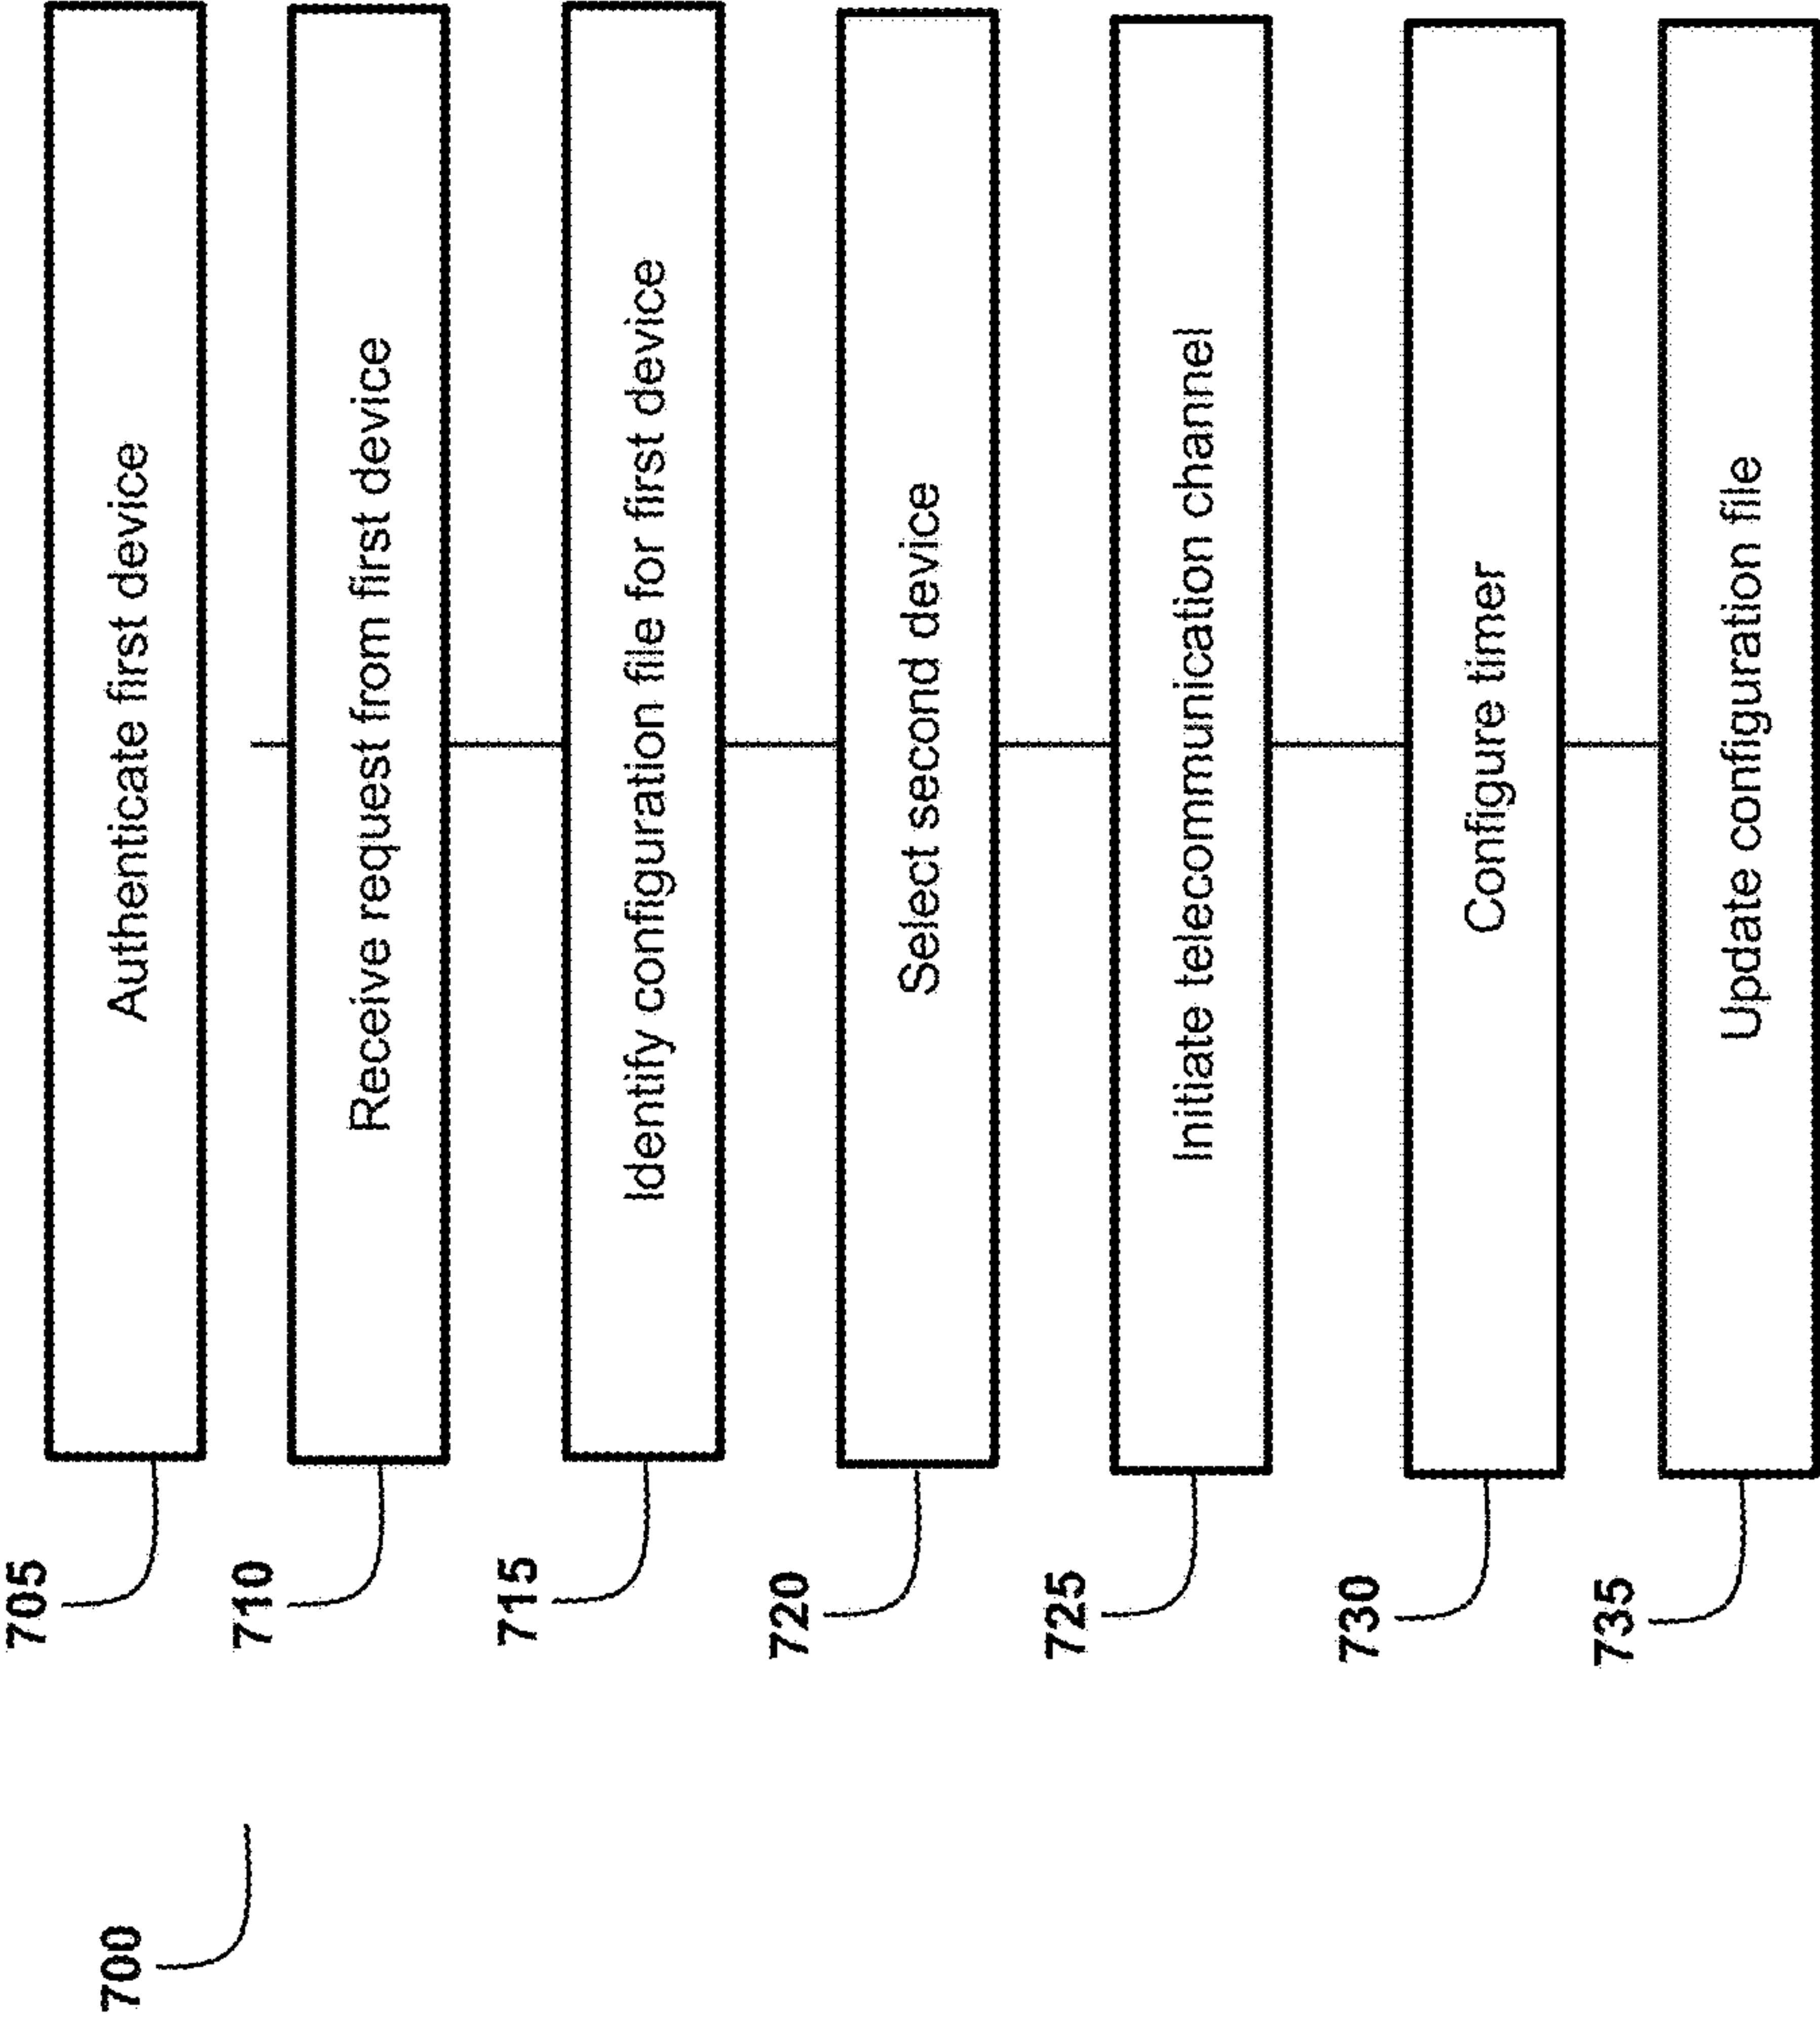 700
705
Authenticate first device
710
Receive request from first device
715
Identify configuration file for first device
720
Select second device
725
Initiate telecommunication channel
730
Configure timer
735
Update configuration file